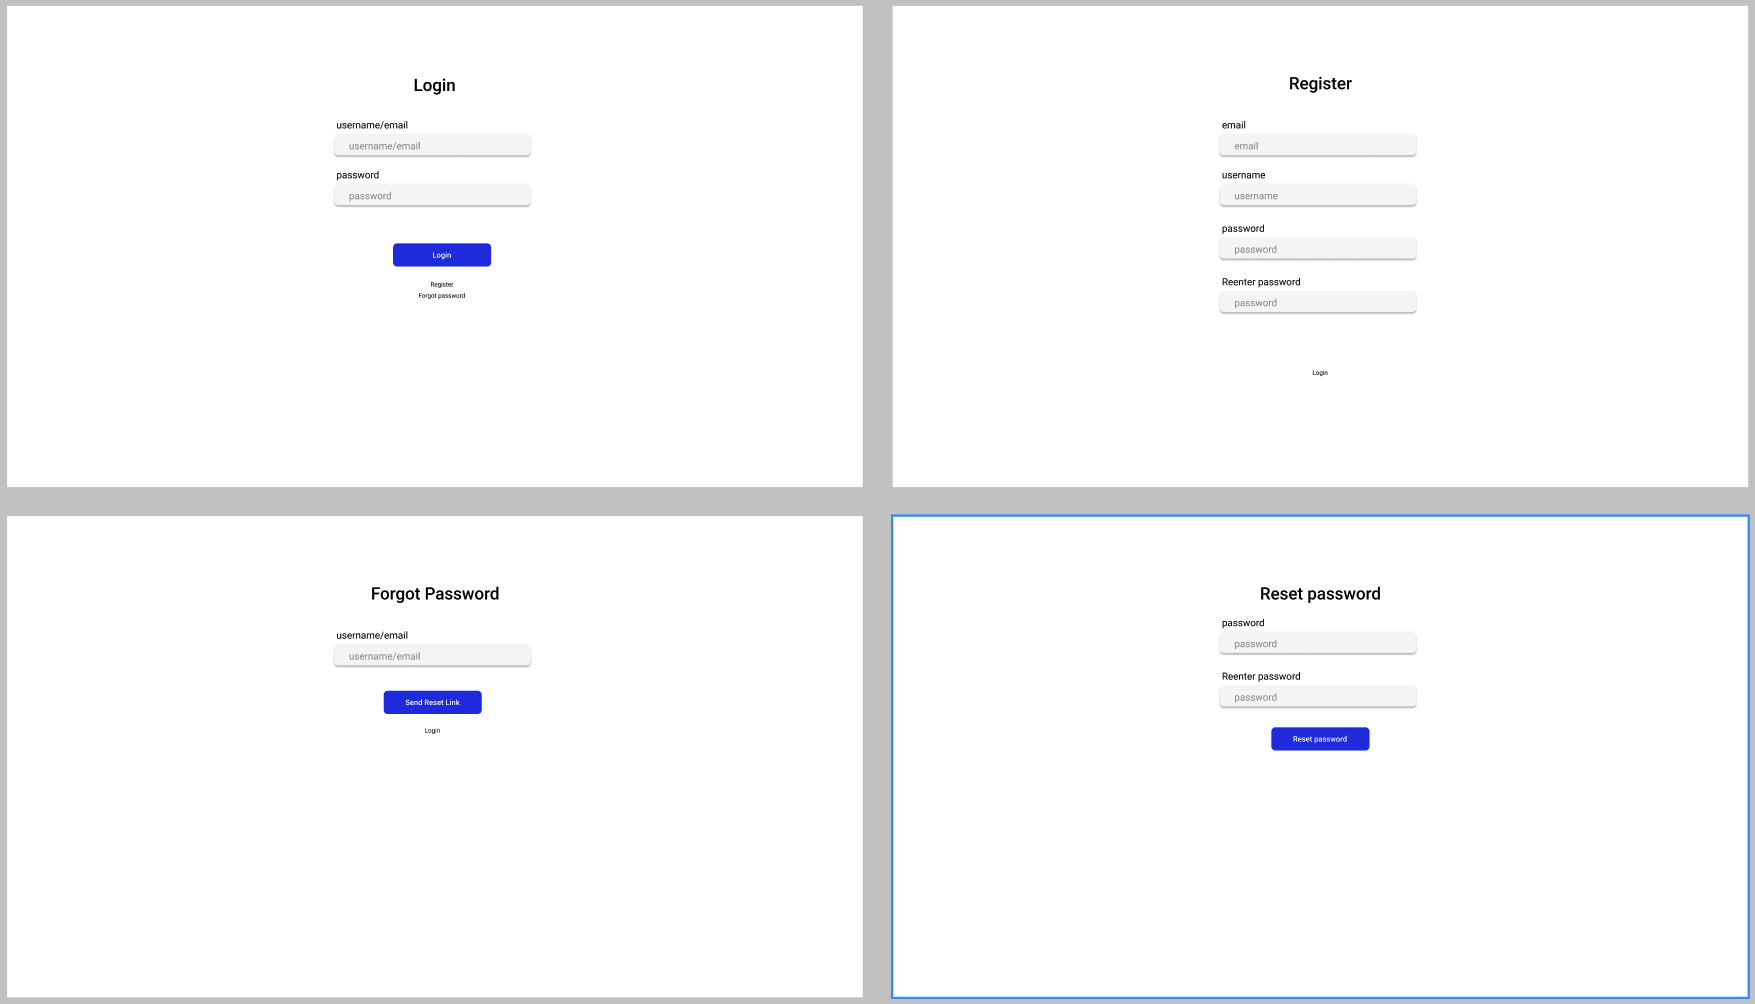 Login
username/email
username/email
password
password
Login
Register
Forgot password
Register
email
email
username
username
password
password
Reenter password
password
Login
Forgot Password
username/email
username/email
Send Reset Link
Login
Reset password
password
password
Reenter password
password
Reset password